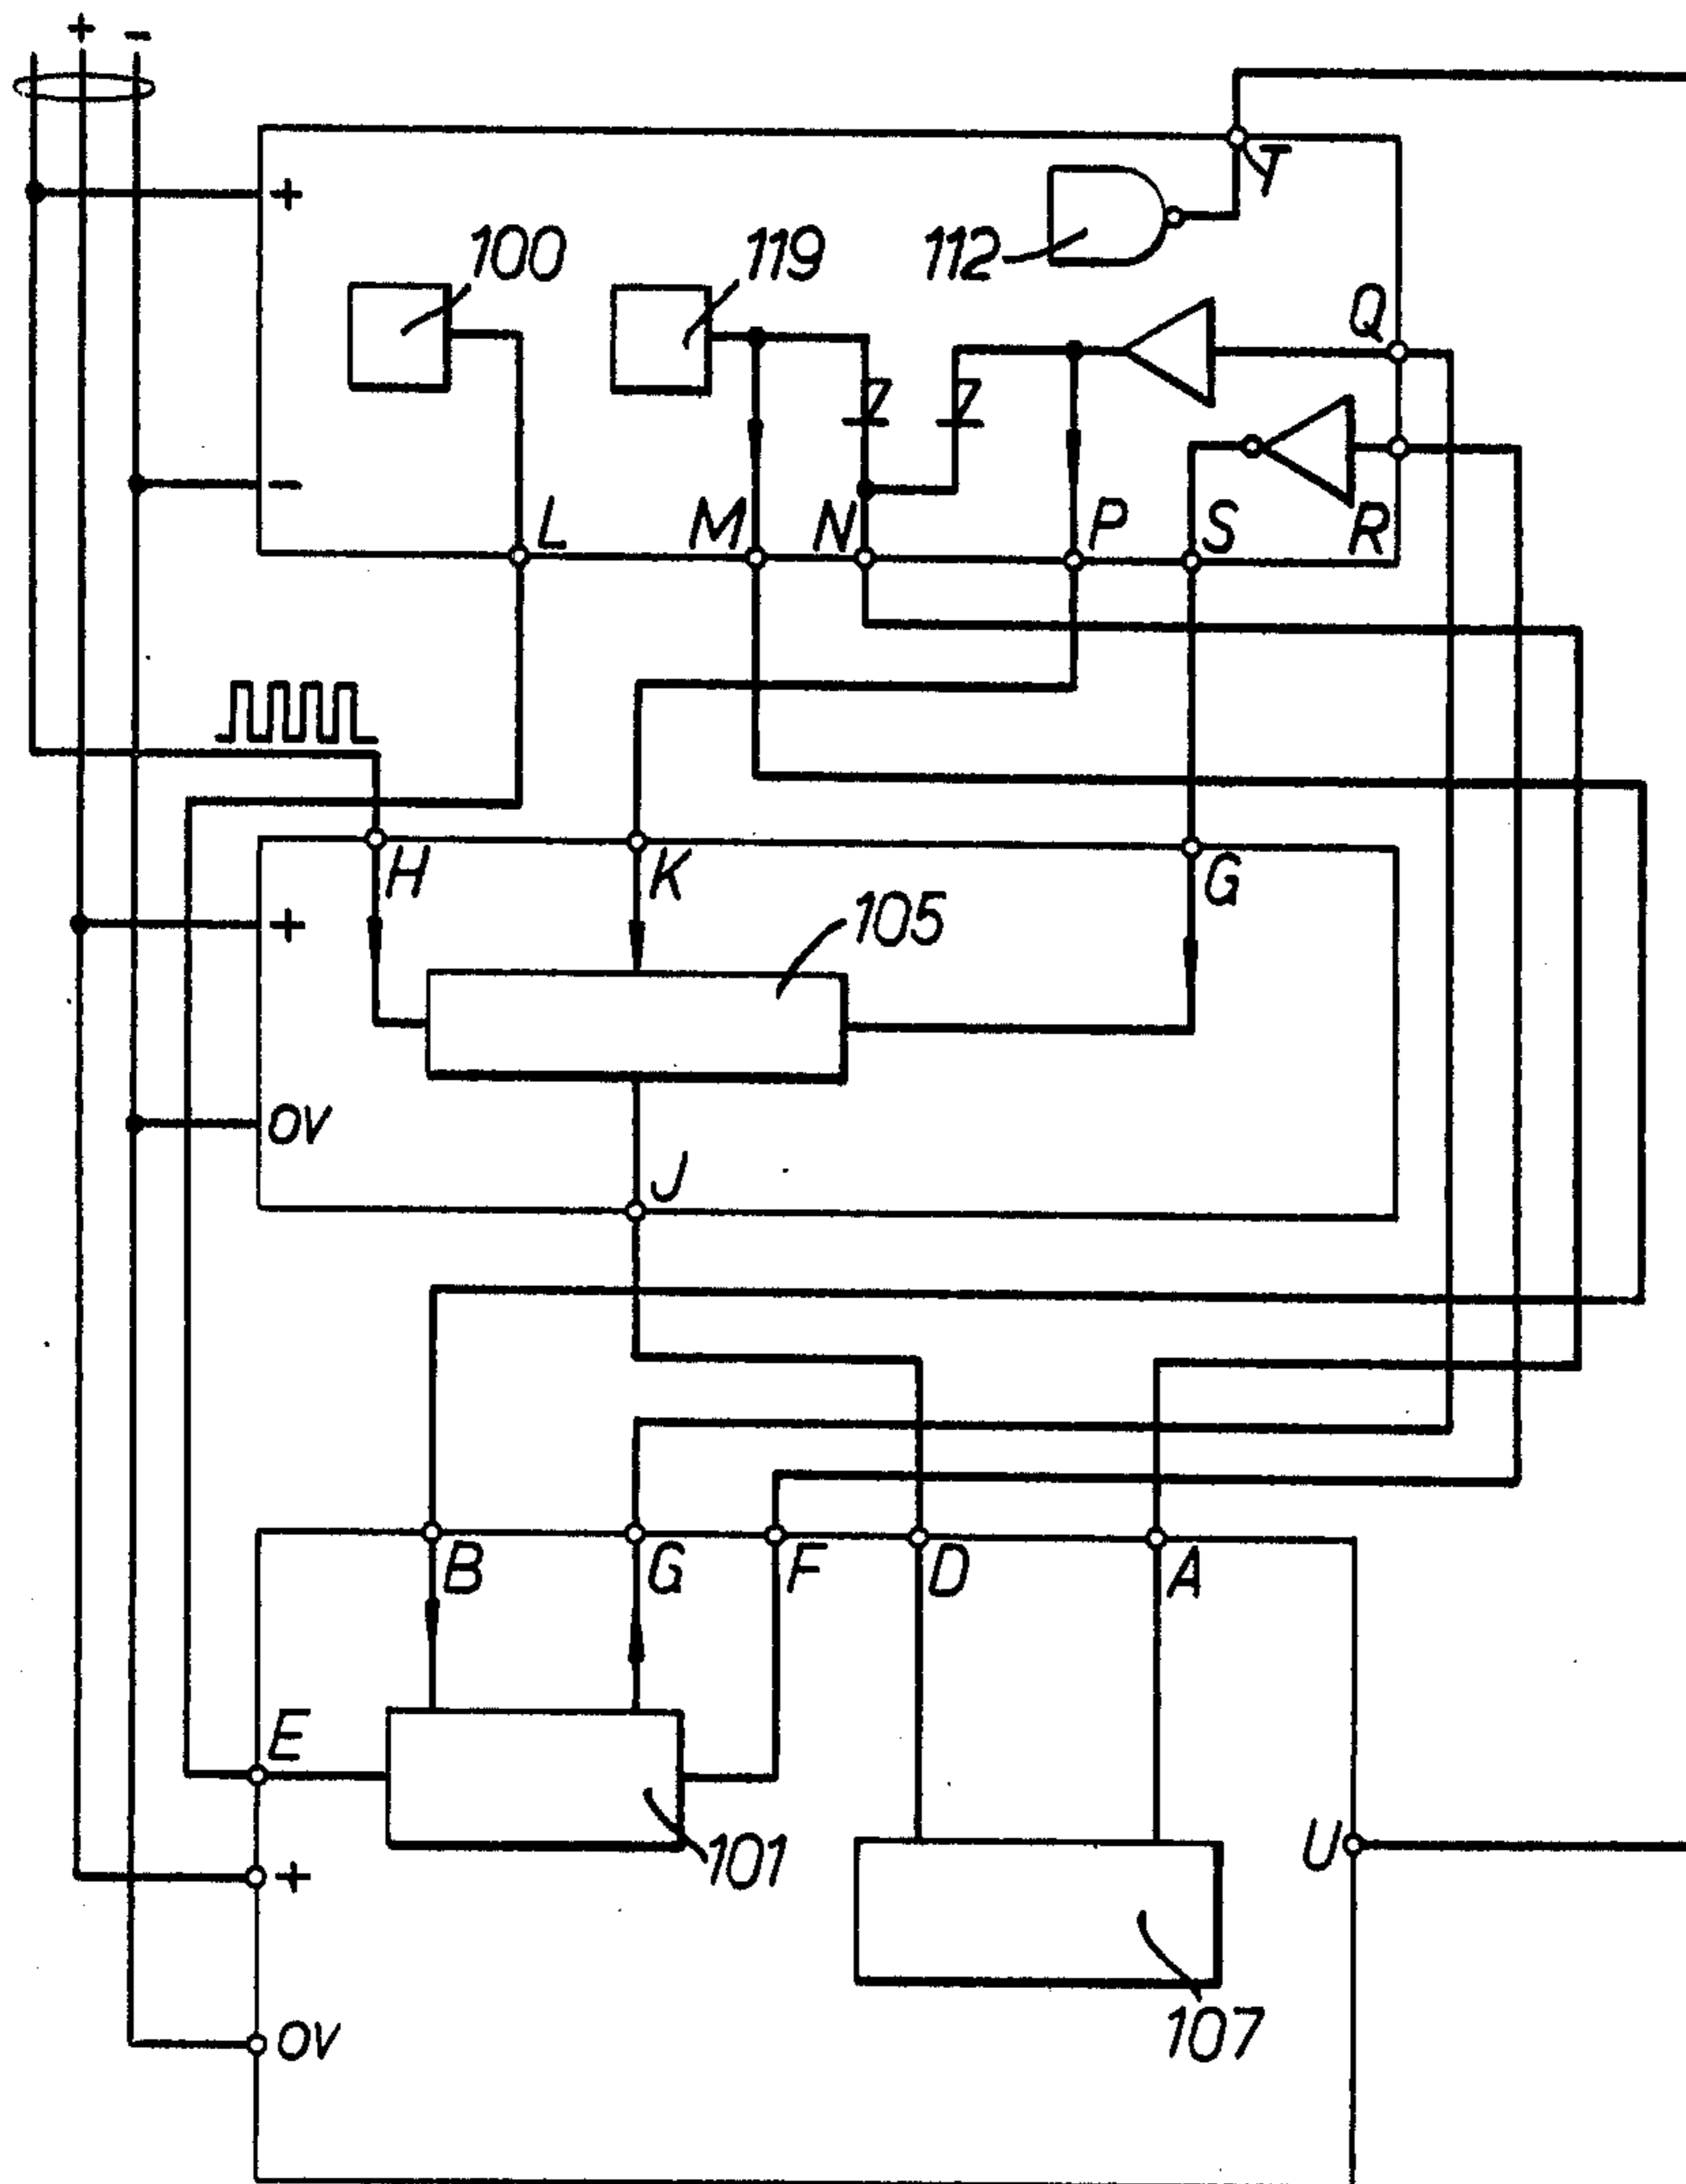 + -
T
+
100 119 112
Q
-
L M N P S R
H K G
+
105
0V
J
B G F D A
E
101
U
+
107
0V